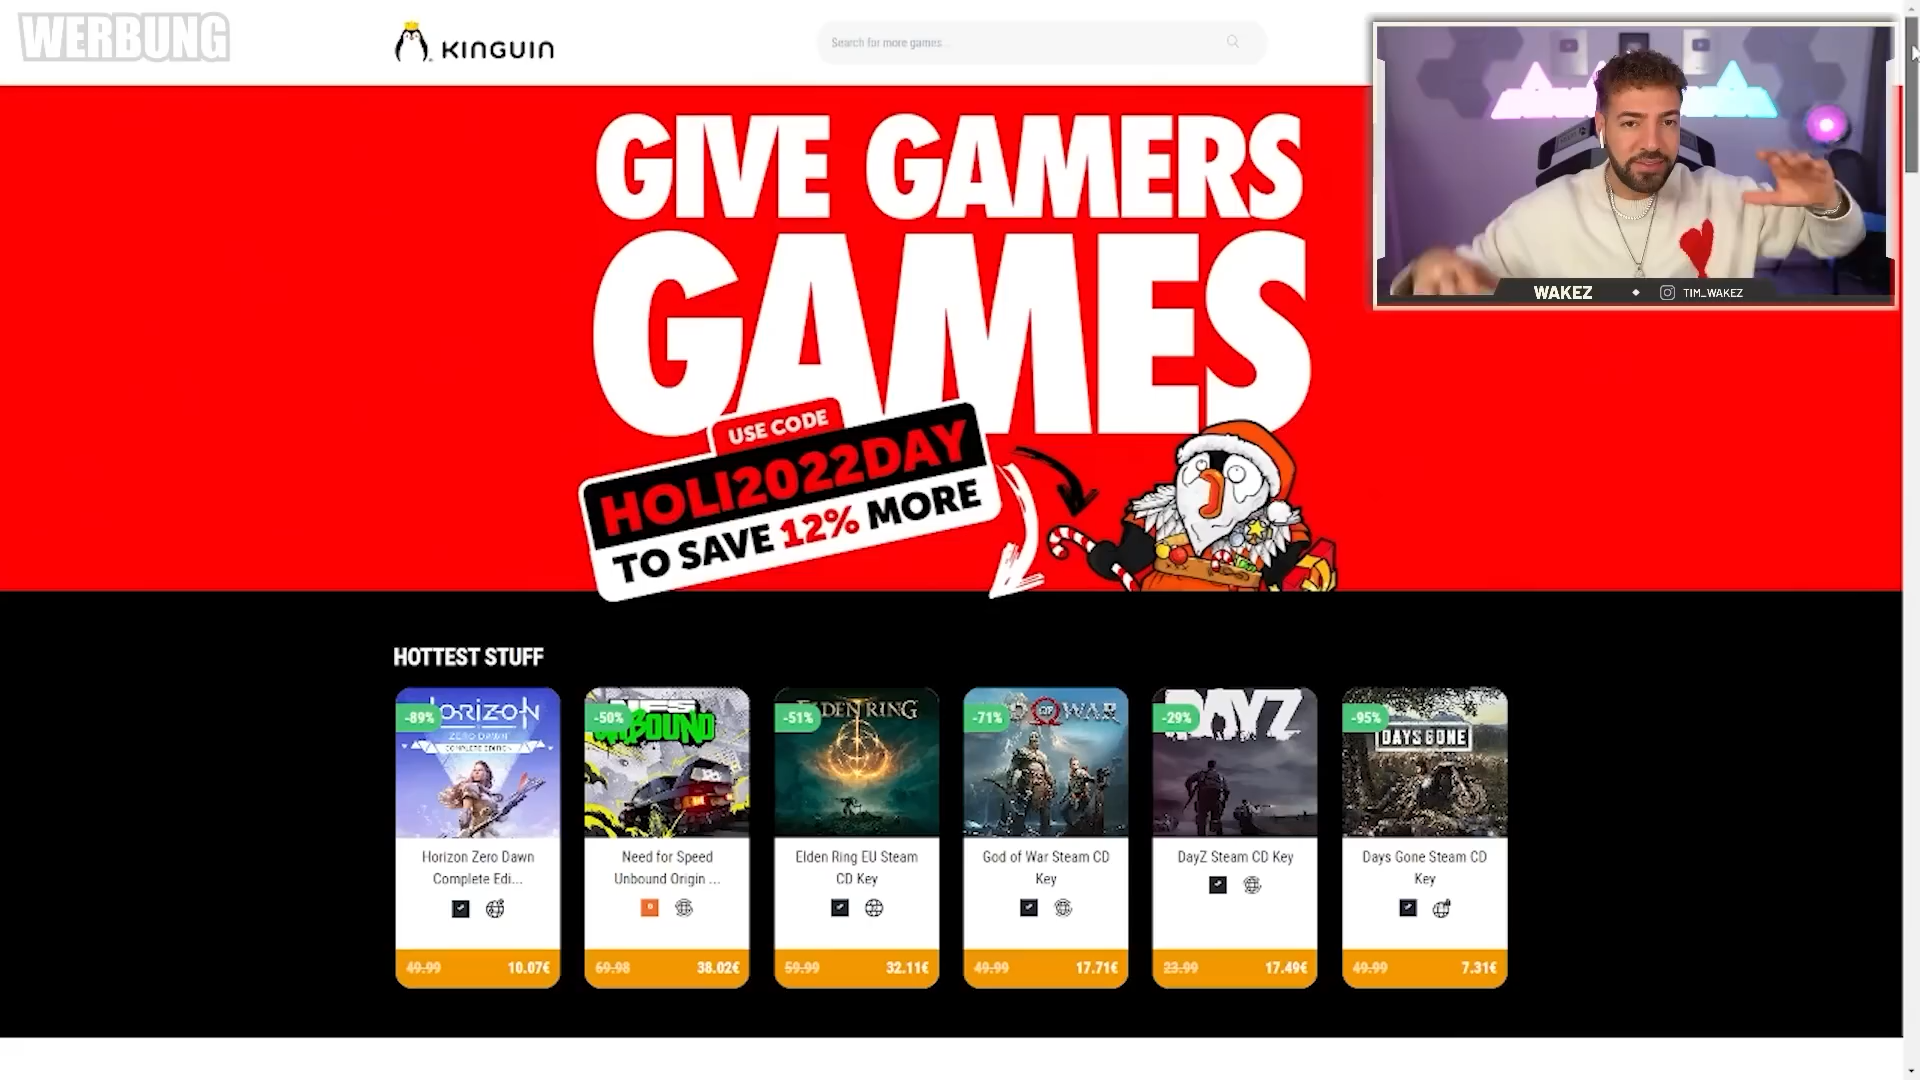 WERBUNG
KINGUIN
Search for more games...
WAKEZ
TIM_WAKEZ
GIVE GAMERS
GAMES
USE CODE
HOLI2022DAY
TO SAVE 12% MORE
HOTTEST STUFF
-89%
HORIZON
ZERO DAWN
COMPLETE EDITION
Horizon Zero Dawn
Complete Edi...
49.99 10.07€
-50%
NFS
UNBOUND
Need for Speed
Unbound Origin ...
69.98 38.02€
-51%
ELDEN RING
Elden Ring EU Steam
CD Key
59.99 32.11€
-71%
GOD OF WAR
God of War Steam CD
Key
49.99 17.71€
-29%
DAYZ
DayZ Steam CD Key
23.99 17.49€
-95%
DAYS GONE
Days Gone Steam CD
Key
49.99 7.31€